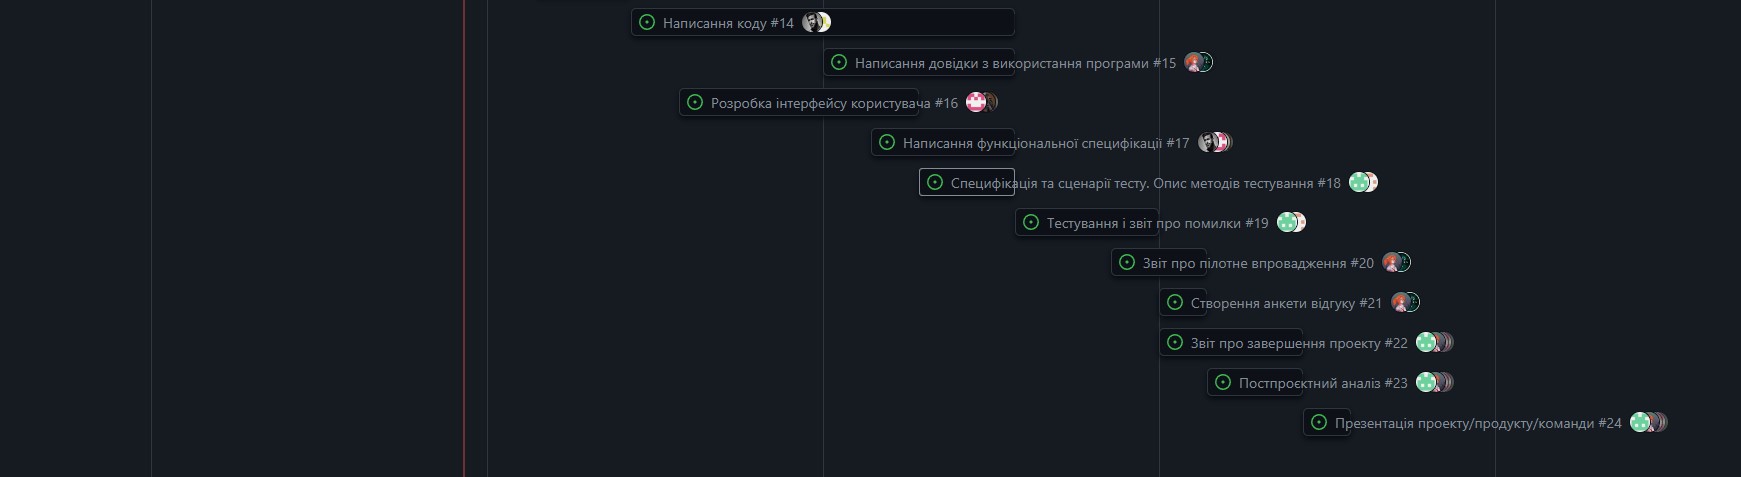 Написання коду #14
Написання довідки з використання програми #15
Розробка інтерфейсу користувача #16
Написання функціональної специфікації #17
Специфікація та сценарії тесту. Опис методів тестування #18
Тестування і звіт про помилки #19
Звіт про пілотне впровадження #20
Створення анкети відгуку #21
Звіт про завершення проекту #22
Постпроєктний аналіз #23
Презентація проекту/продукту/команди #24